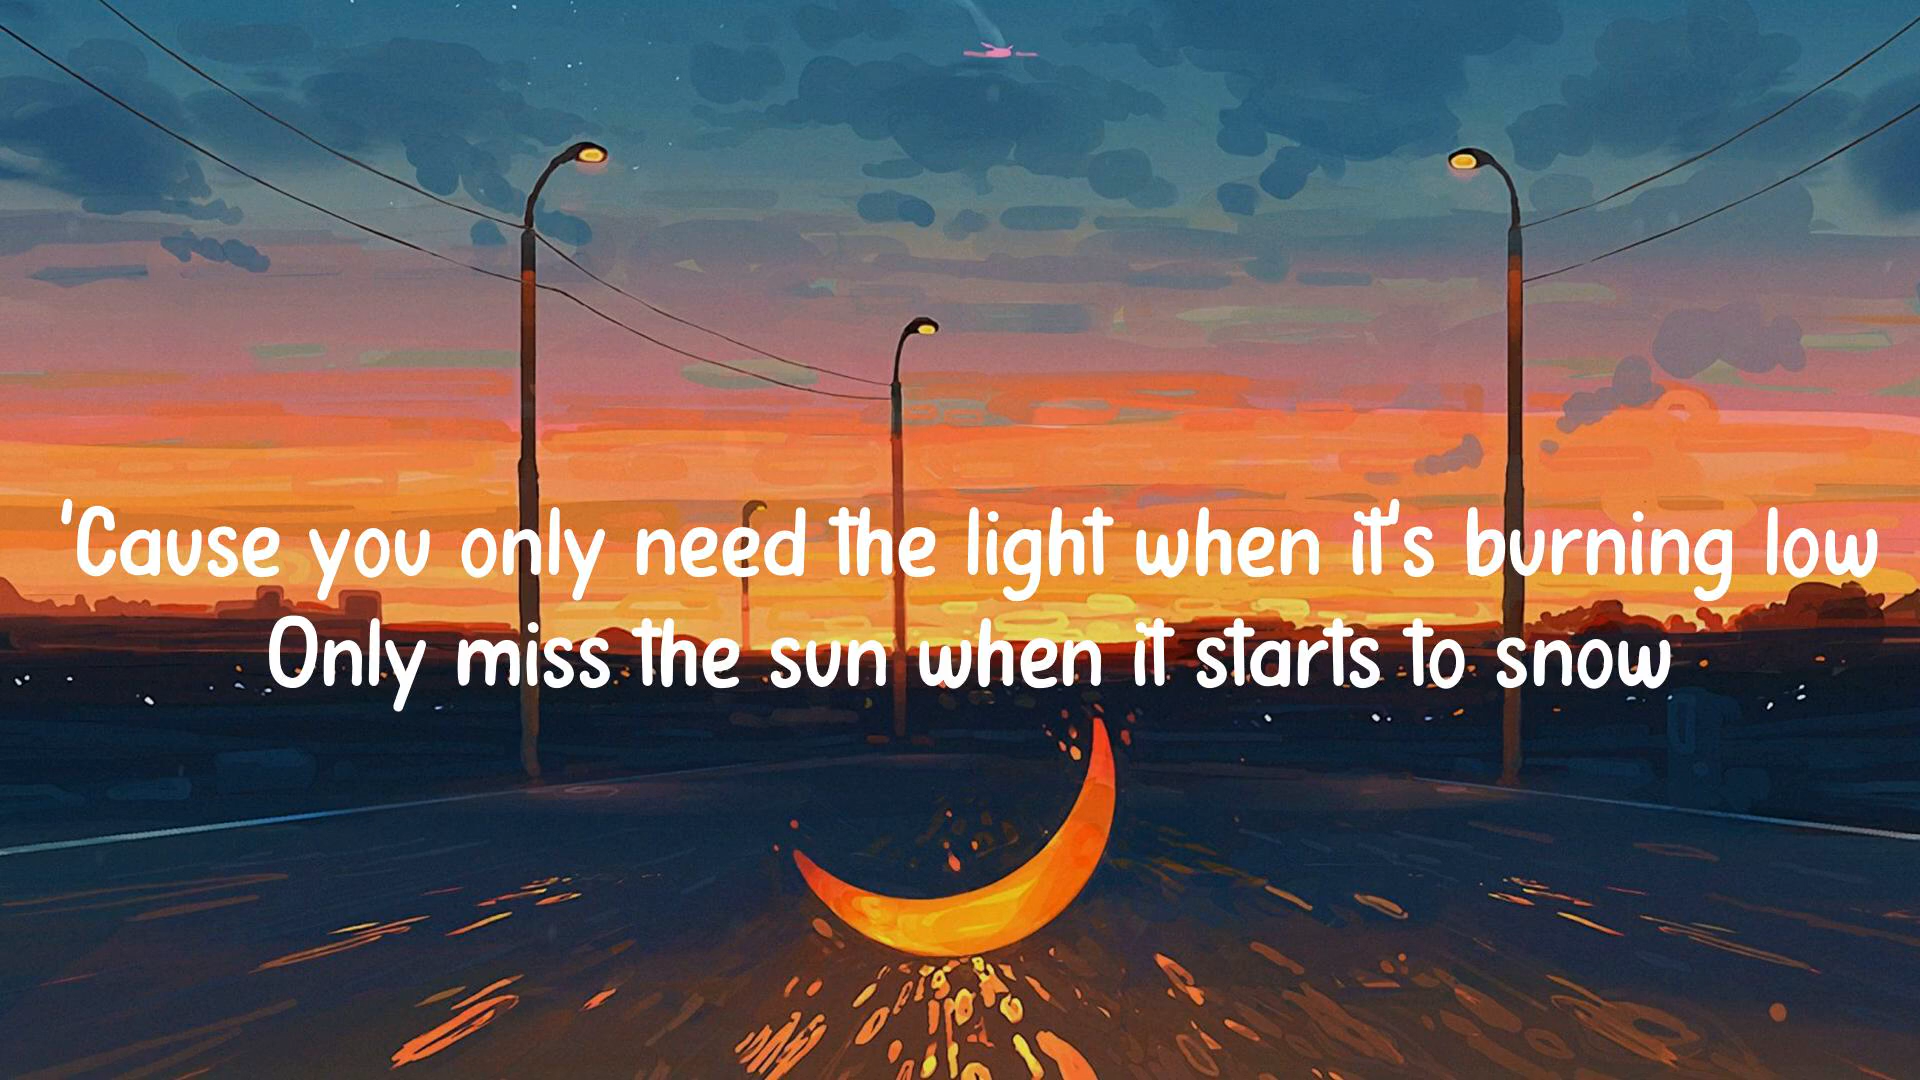 'Cause you only need the light when it's burning low
Only miss the sun when it starts to snow